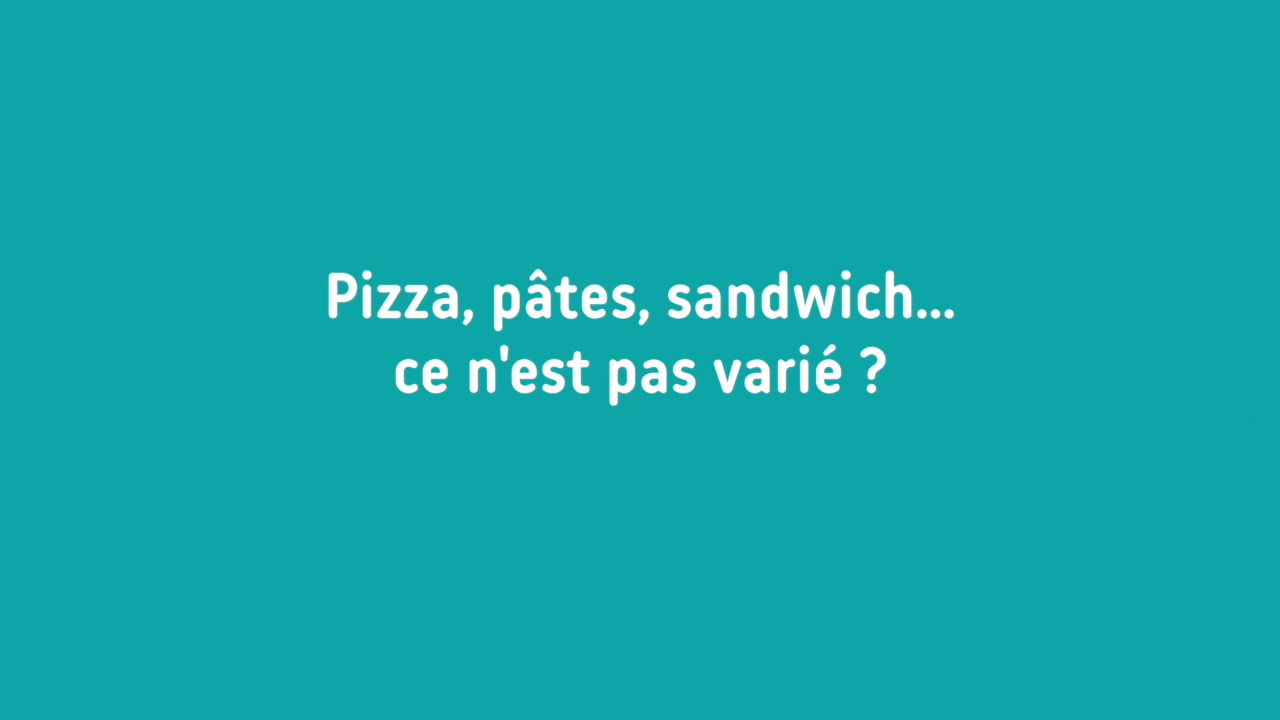 Pizza, pâtes, sandwich...
ce n'est pas varié ?